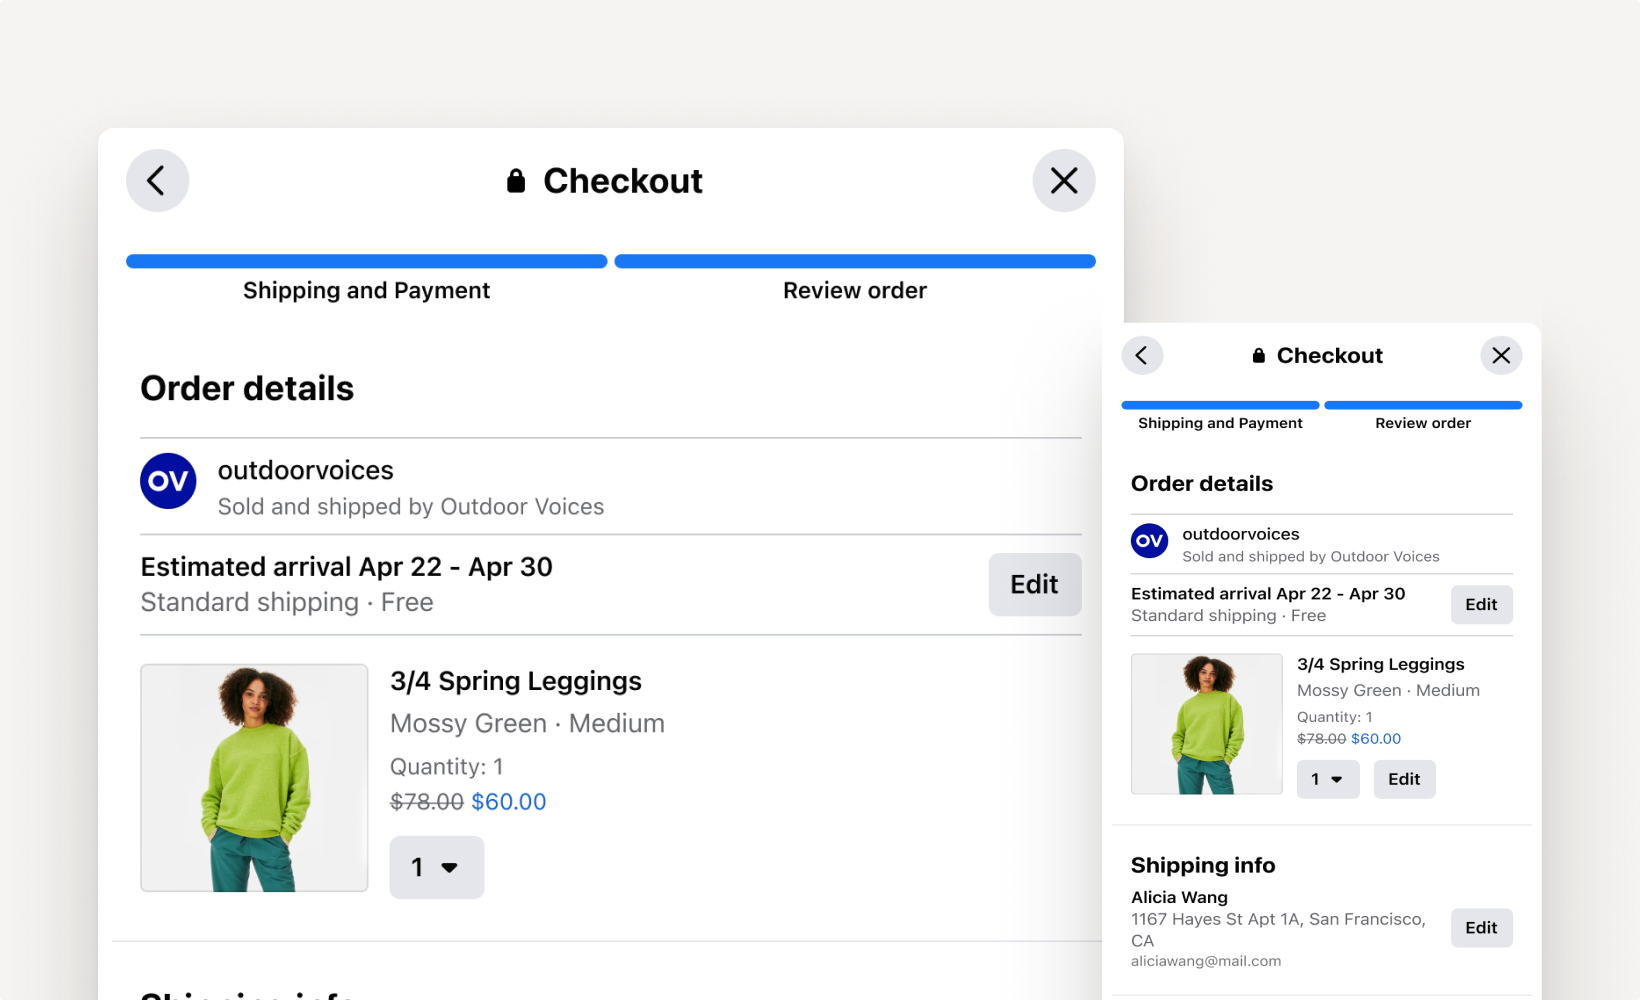 Checkout
Shipping and Payment
Review order
Order details
OV
outdoorvoices
Sold and shipped by Outdoor Voices
Estimated arrival Apr 22 - Apr 30
Standard shipping · Free
Edit
3/4 Spring Leggings
Mossy Green · Medium
Quantity: 1
$78.00 $60.00
1
Shipping info
Checkout
Shipping and Payment
Review order
Order details
OV
outdoorvoices
Sold and shipped by Outdoor Voices
Estimated arrival Apr 22 - Apr 30
Standard shipping · Free
Edit
3/4 Spring Leggings
Mossy Green · Medium
Quantity: 1
$78.00 $60.00
1
Edit
Shipping info
Alicia Wang
1167 Hayes St Apt 1A, San Francisco,
CA
aliciawang@mail.com
Edit